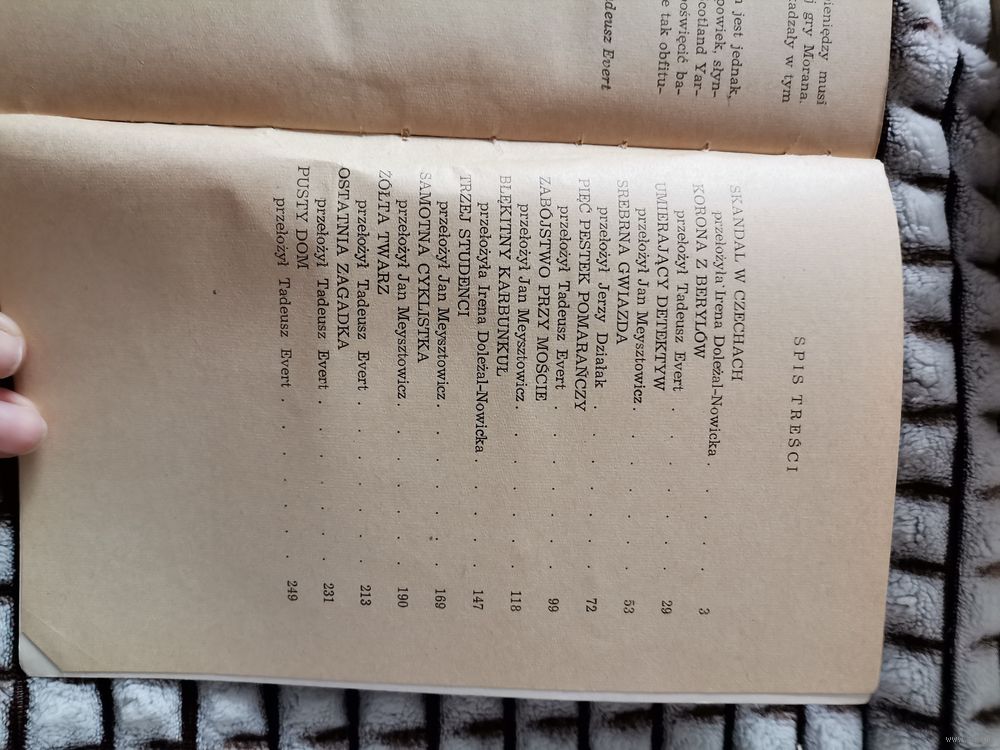 ieniędzy musi
j gry Morana.
adzały w tym
n jest jednak,
powiek, słyn-
cotland Yar-
poświęcić ba-
e tak obfitu-
deusz Evert
SPIS TREŚCI
SKANDAL W CZECHACH
przełożyła Irena Doleżal-Nowicka . . . . 3
KORONA Z BERYLÓW
przełożył Tadeusz Evert . . . . 29
UMIERAJĄCY DETEKTYW
przełożył Jan Meysztowicz . . . . 53
SREBRNA GWIAZDA
przełożył Jerzy Działak . . . . 72
PIĘĆ PESTEK POMARAŃCZY
przełożył Tadeusz Evert . . . . 99
ZABÓJSTWO PRZY MOŚCIE
przełożył Jan Meysztowicz . . . . 118
BŁĘKITNY KARBUNKUŁ
przełożyła Irena Doleżal-Nowicka . . . 147
TRZEJ STUDENCI
przełożył Jan Meysztowicz . . . . 169
SAMOTNA CYKLISTKA
przełożył Jan Meysztowicz . . . . 190
ŻÓŁTA TWARZ
przełożył Tadeusz Evert . . . . 213
OSTATNIA ZAGADKA
przełożył Tadeusz Evert . . . . 231
PUSTY DOM
przełożył Tadeusz Evert . . . . 249